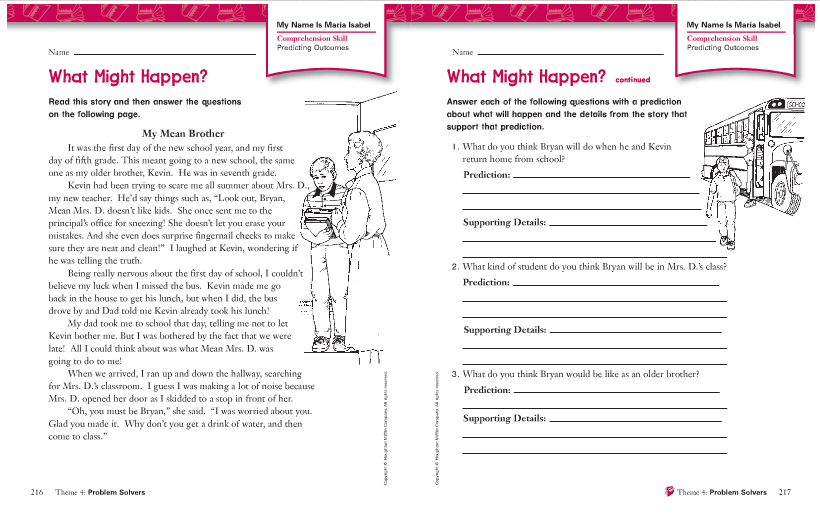 My Name Is María Isabel
Comprehension Skill
Predicting Outcomes
Name
What Might Happen?
Read this story and then answer the questions
on the following page.
My Mean Brother
It was the first day of the new school year, and my first
day of fifth grade. This meant going to a new school, the same
one as my older brother, Kevin. He was in seventh grade.
Kevin had been trying to scare me all summer about Mrs. D.,
my new teacher. He'd say things such as, "Look out, Bryan,
Mean Mrs. D. doesn't like kids. She once sent me to the
principal's office for sneezing! She doesn't let you erase your
mistakes. And she even does surprise fingernail checks to make
sure they are neat and clean!" I laughed at Kevin, wondering if
he was telling the truth.
Being really nervous about the first day of school, I couldn't
believe my luck when I missed the bus. Kevin made me go
back in the house to get his lunch, but when I did, the bus
drove by and Dad told me Kevin already took his lunch!
My dad took me to school that day, telling me not to let
Kevin bother me. But I was bothered by the fact that we were
late! All I could think about was what Mean Mrs. D. was
going to do to me!
When we arrived, I ran up and down the hallway, searching
for Mrs. D.'s classroom. I guess I was making a lot of noise because
Mrs. D. opened her door as I skidded to a stop in front of her.
"Oh, you must be Bryan," she said. "I was worried about you.
Glad you made it. Why don't you get a drink of water, and then
come to class."
Copyright © Houghton Mifflin Company. All rights reserved.
216 Theme 4: Problem Solvers
My Name Is María Isabel
Comprehension Skill
Predicting Outcomes
Name
What Might Happen? continued
Answer each of the following questions with a prediction
about what will happen and the details from the story that
support that prediction.
SCHOO
1. What do you think Bryan will do when he and Kevin
return home from school?
Prediction:
Supporting Details:
2. What kind of student do you think Bryan will be in Mrs. D.'s class?
Prediction:
Supporting Details:
3. What do you think Bryan would be like as an older brother?
Prediction:
Supporting Details:
Copyright © Houghton Mifflin Company. All rights reserved.
Theme 4: Problem Solvers 217